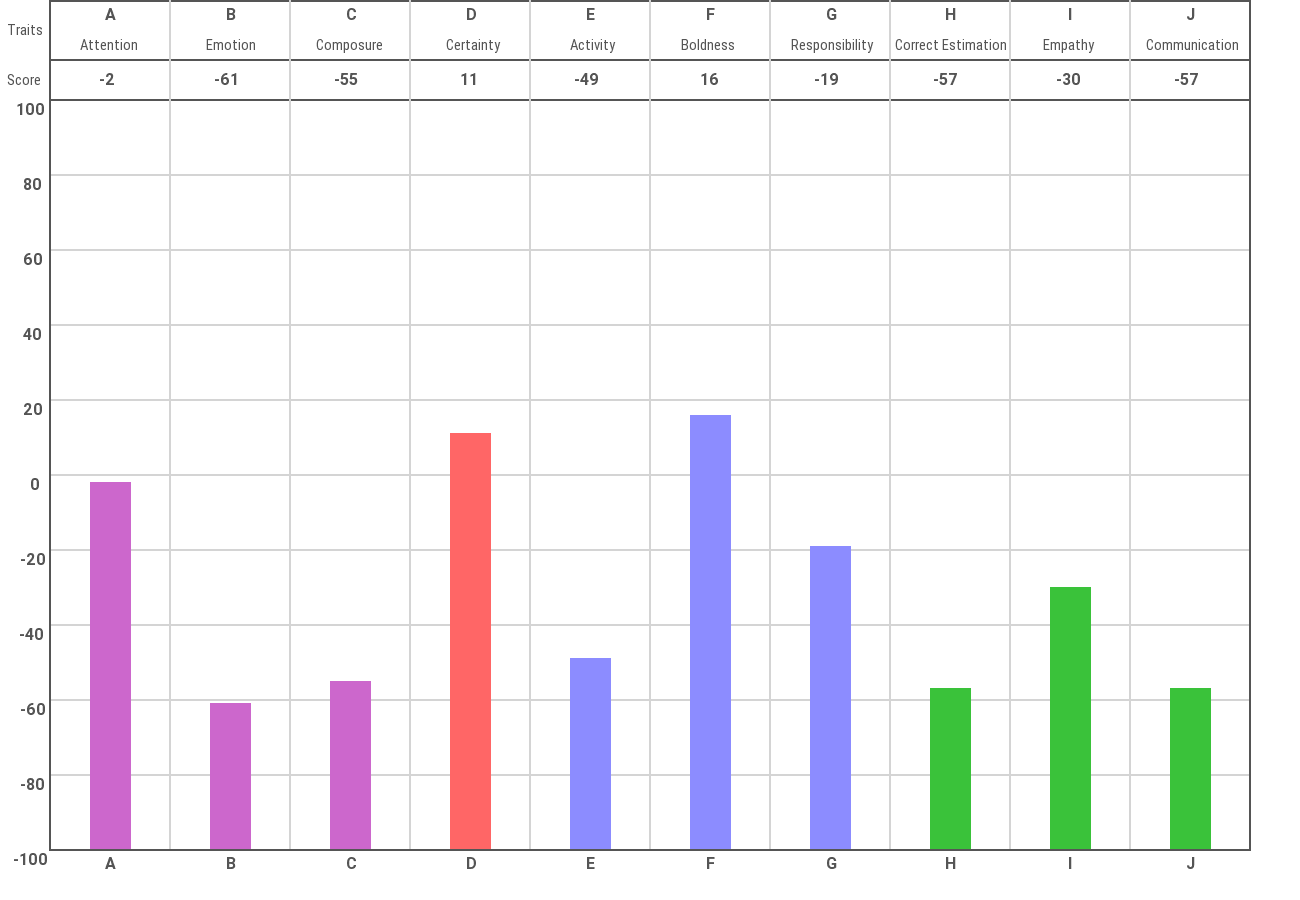 A B C D E F G H I J
Traits
Attention Emotion Composure Certainty Activity Boldness Responsibility Correct Estimation Empathy Communication
Score -2 -61 -55 11 -49 16 -19 -57 -30 -57
100
80
60
40
20
0
-20
-40
-60
-80
-100
A B C D E F G H I J